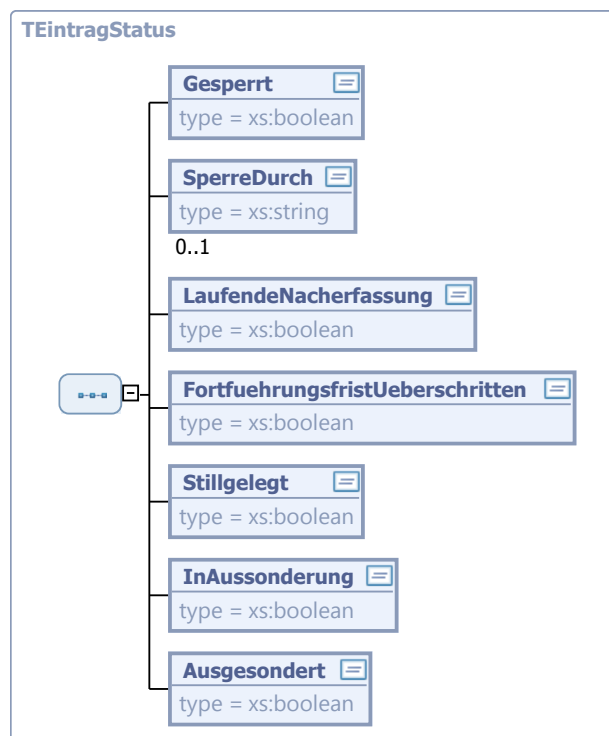 TEintragStatus
Gesperrt
type = xs:boolean
SperreDurch
type = xs:string
0..1
LaufendeNacherfassung
type = xs:boolean
FortfuehrungsfristUeberschritten
type = xs:boolean
Stillgelegt
type = xs:boolean
InAussonderung
type = xs:boolean
Ausgesondert
type = xs:boolean